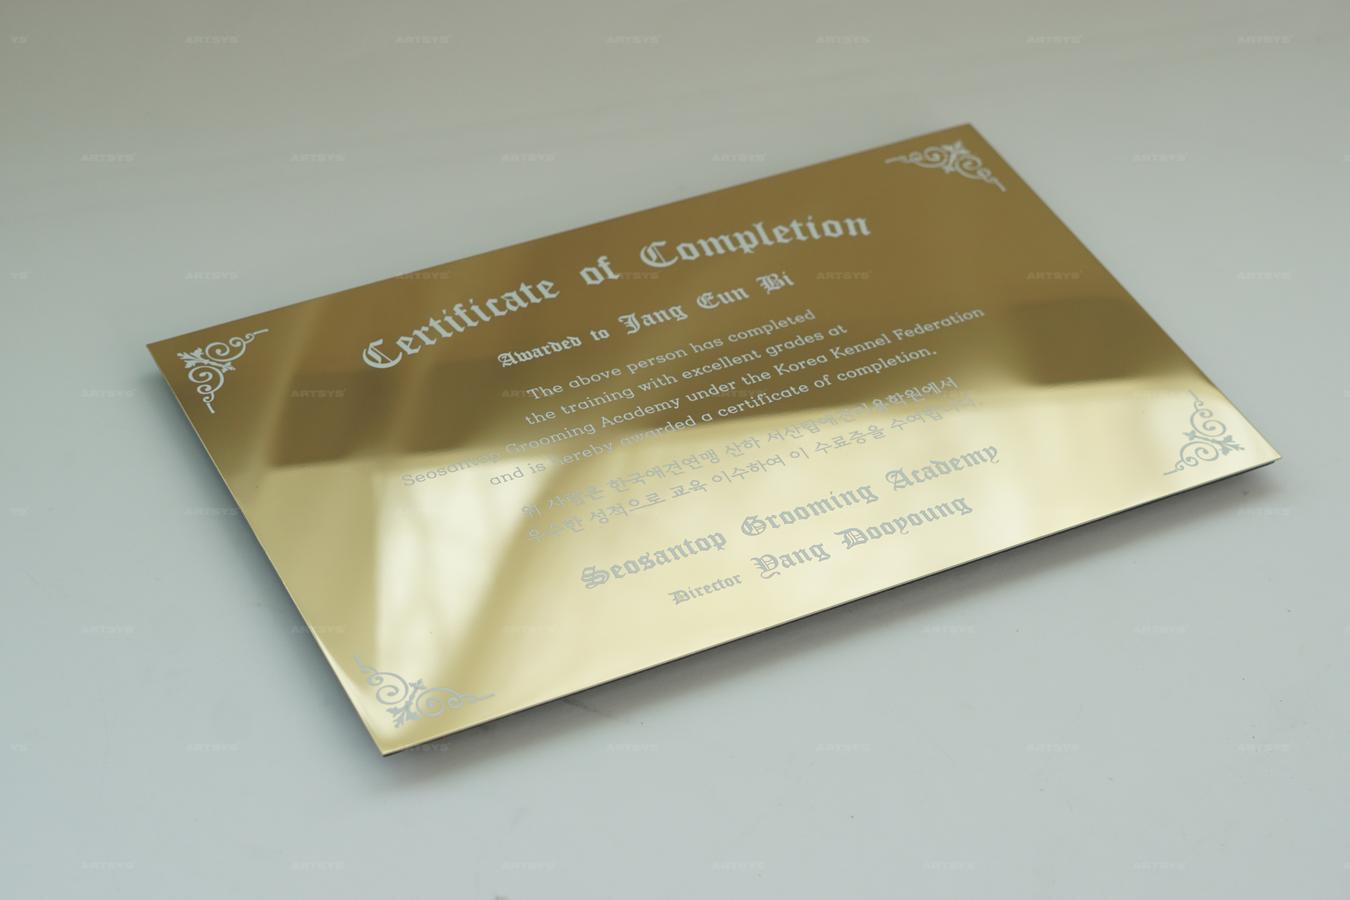 Certificate of Completion
Awarded to Jang Eun Bi
The above person has completed
the training with excellent grades at
Seosantop Grooming Academy under the Korea Kennel Federation
and is hereby awarded a certificate of completion.
위 사람은 한국애견연맹 산하 서산탑애견미용학원에서
우수한 성적으로 교육 이수하여 이 수료증을 수여합니다.
Seosantop Grooming Academy
Director Yang Dooyoung
ARTSYS